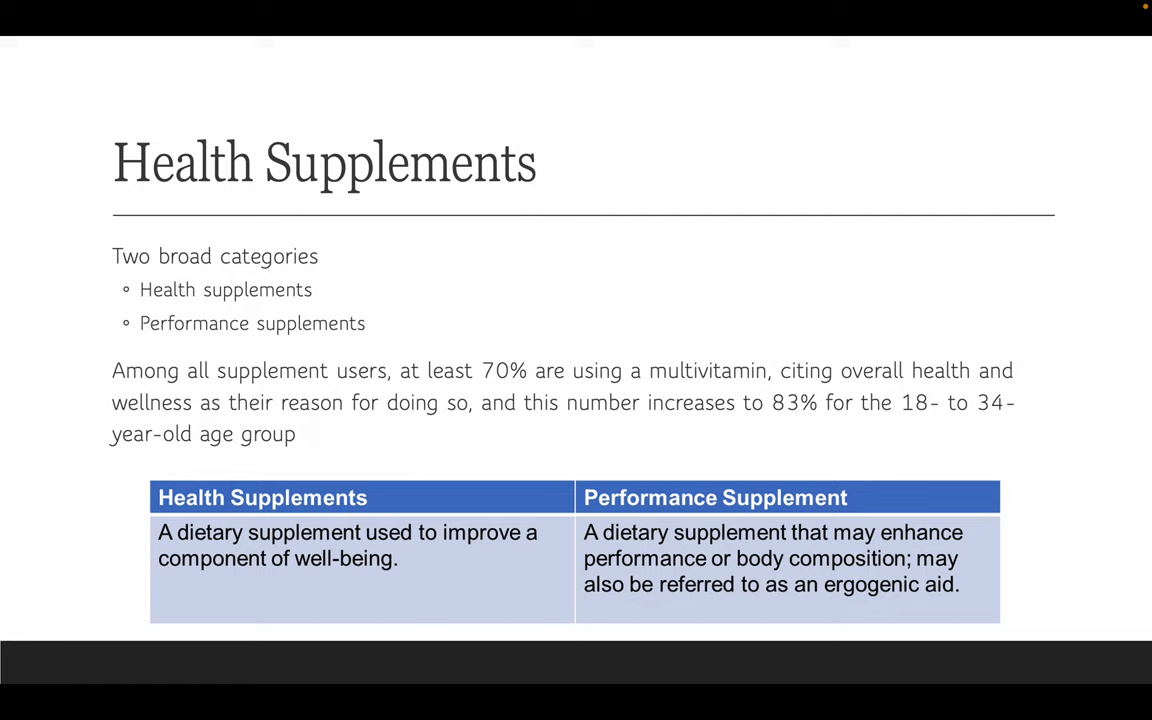 Health Supplements
Two broad categories
◦ Health supplements
◦ Performance supplements
Among all supplement users, at least 70% are using a multivitamin, citing overall health and
wellness as their reason for doing so, and this number increases to 83% for the 18- to 34-
year-old age group
Health Supplements
A dietary supplement used to improve a
component of well-being.
Performance Supplement
A dietary supplement that may enhance
performance or body composition; may
also be referred to as an ergogenic aid.